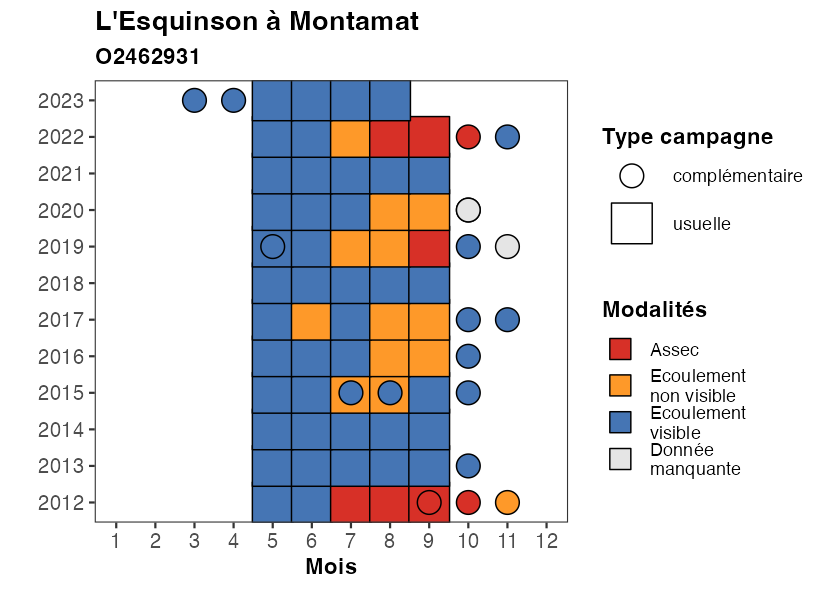 L'Esquinson à Montamat
O2462931
2023
2022
2021
2020
2019
2018
2017
2016
2015
2014
2013
2012
1 2 3 4 5 6 7 8 9 10 11 12
Mois
Type campagne
complémentaire
usuelle
Modalités
Assec
Ecoulement
non visible
Ecoulement
visible
Donnée
manquante